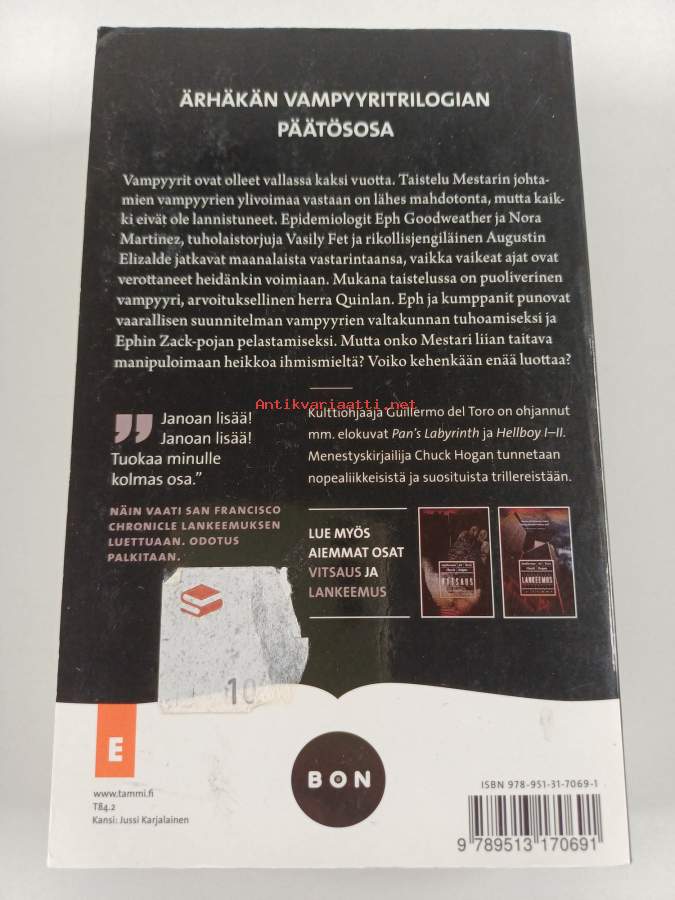 ÄRHÄKÄN VAMPYYRITRILOGIAN
PÄÄTÖSOSA
Vampyyrit ovat olleet vallassa kaksi vuotta. Taistelu Mestarin johta-
mien vampyyrien ylivoimaa vastaan on lähes mahdotonta, mutta kaik-
ki eivät ole lannistuneet. Epidemiologit Eph Goodweather ja Nora
Martinez, tuholaistorjuja Vasily Fet ja rikollisjengiläinen Augustin
Elizalde jatkavat maanalaista vastarintaansa, vaikka vaikeat ajat ovat
verottaneet heidänkin voimiaan. Mukana taistelussa on puoliverinen
vampyyri, arvoituksellinen herra Quinlan. Eph ja kumppanit punovat
vaarallisen suunnitelman vampyyrien valtakunnan tuhoamiseksi ja
Ephin Zack-pojan pelastamiseksi. Mutta onko Mestari liian taitava
manipuloimaan heikkoa ihmismieltä? Voiko kehenkään enää luottaa?
Antikvariaatti.net
” Janoan lisää!
Janoan lisää!
Tuokaa minulle
kolmas osa.”
NÄIN VAATI SAN FRANCISCO
CHRONICLE LANKEEMUKSEN
LUETTUAAN. ODOTUS
PALKITAAN.
Kulttiohjaaja Guillermo del Toro on ohjannut
mm. elokuvat Pan's Labyrinth ja Hellboy I–II.
Menestyskirjailija Chuck Hogan tunnetaan
nopealiikkeisistä ja suosituista trillereistään.
LUE MYÖS
AIEMMAT OSAT
VITSAUS JA
LANKEEMUS
VITSAUS
LANKEEMUS
10
E
BON
www.tammi.fi
T84.2
Kansi: Jussi Karjalainen
ISBN 978-951-31-7069-1
9 789513 170691